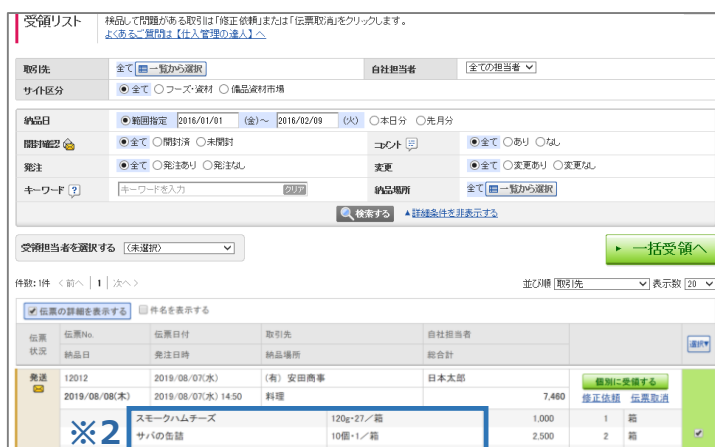 受領リスト 検品して問題がある取引は「修正依頼」または「伝票取消」をクリックします。
よくあるご質問は【仕入管理の達人】へ
取引先 全て 一覧から選択 自社担当者 全ての担当者
サイト区分 全て フーズ・資材 備品資材市場
納品日 範囲指定 2016/01/01 (金)～ 2016/02/09 (火) 本日分 先月分
開封確認 全て 開封済 未開封 コメント 全て あり なし
発注 全て 発注あり 発注なし 変更 全て 変更あり 変更なし
キーワード ? キーワードを入力 クリア 納品場所 全て 一覧から選択
検索する ▲詳細条件を非表示する
受領担当者を選択する (未選択) 一括受領へ
件数:1件 <前へ | 1 | 次へ> 並び順 取引先 表示数 20
伝票の詳細を表示する 件名を表示する
伝票状況 伝票No. 伝票日付 取引先 自社担当者 選択▼
納品日 発注日時 納品場所 総合計
発送 12012 2019/08/07(水) (有) 安田商事 日本太郎 個別に受領する
2019/08/08(木) 2019/08/07(水) 14:50 料理 7,460 修正依頼 伝票取消
※2 スモークハムチーズ 120g・27／箱 1,000 1 箱
サバの缶詰 10個・1／箱 2,500 2 箱